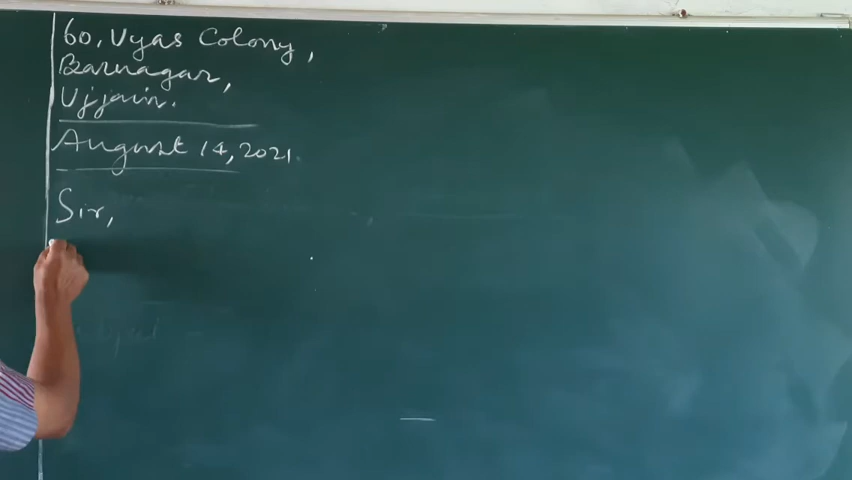 60, Vyas Colony,
Barnagar,
Ujjain.
August 14, 2021.
Sir,